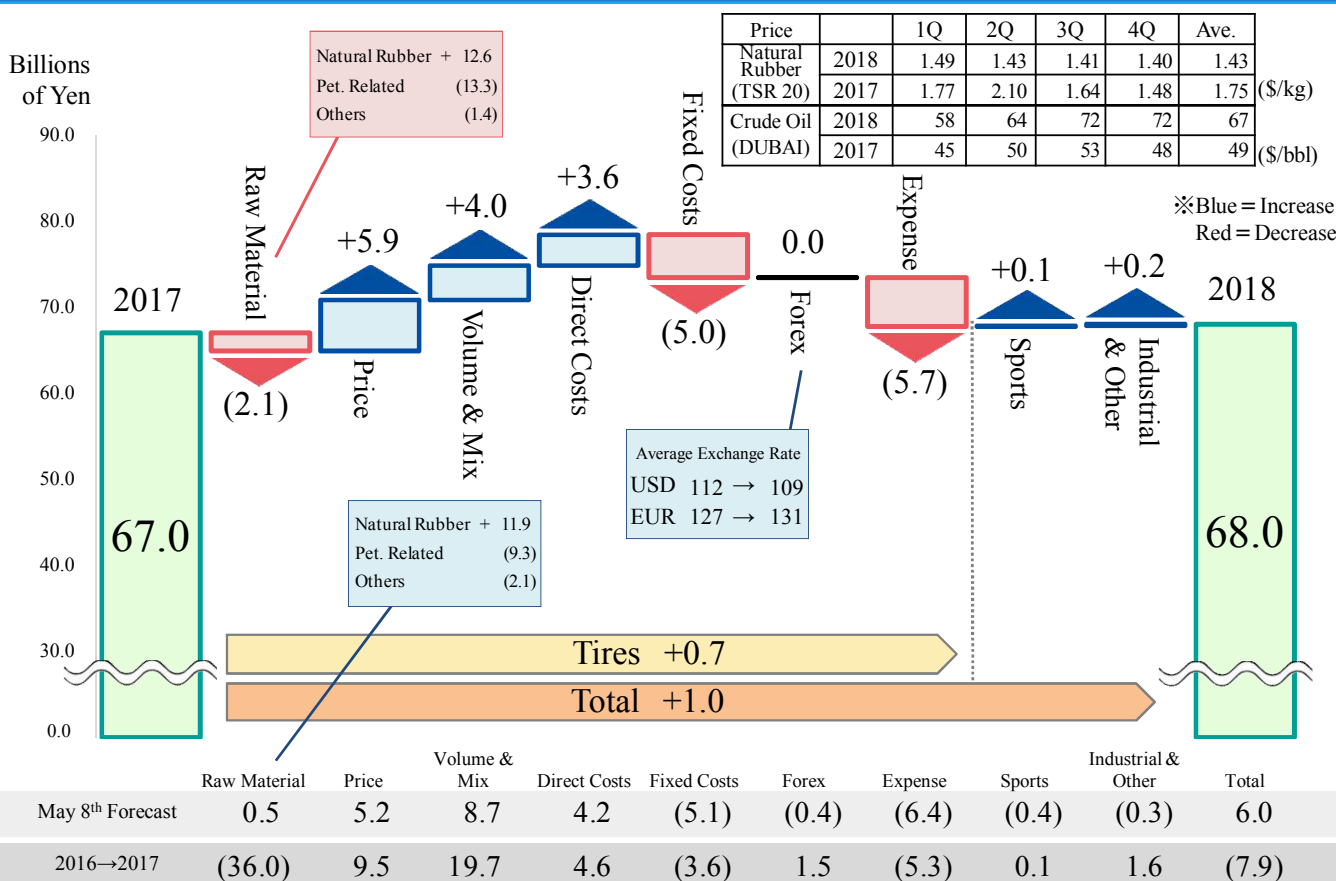 Price 1Q 2Q 3Q 4Q Ave.
Natural Rubber (TSR 20) 2018 1.49 1.43 1.41 1.40 1.43
2017 1.77 2.10 1.64 1.48 1.75 ($/kg)
Crude Oil (DUBAI) 2018 58 64 72 72 67
2017 45 50 53 48 49 ($/bbl)
※Blue = Increase
Red = Decrease
Billions
of Yen
90.0
80.0
70.0
60.0
50.0
40.0
30.0
0.0
Natural Rubber + 12.6
Pet. Related (13.3)
Others (1.4)
2017
67.0
Raw Material
(2.1)
+5.9
Price
+4.0
Volume & Mix
+3.6
Direct Costs
Fixed Costs
(5.0)
0.0
Forex
Expense
(5.7)
+0.1
Sports
+0.2
Industrial
& Other
2018
68.0
Average Exchange Rate
USD 112 → 109
EUR 127 → 131
Natural Rubber + 11.9
Pet. Related (9.3)
Others (2.1)
Tires +0.7
Total +1.0
Raw Material Price Volume & Mix Direct Costs Fixed Costs Forex Expense Sports Industrial & Other Total
May 8th Forecast 0.5 5.2 8.7 4.2 (5.1) (0.4) (6.4) (0.4) (0.3) 6.0
2016→2017 (36.0) 9.5 19.7 4.6 (3.6) 1.5 (5.3) 0.1 1.6 (7.9)